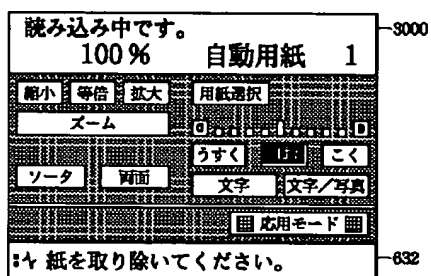 読み込み中です。
3000
100% 自動用紙 1
縮小 等倍 拡大 用紙選択
ズーム
うすく こく
ソータ 両面 文字 文字／写真
応用モード
紙を取り除いてください。
632